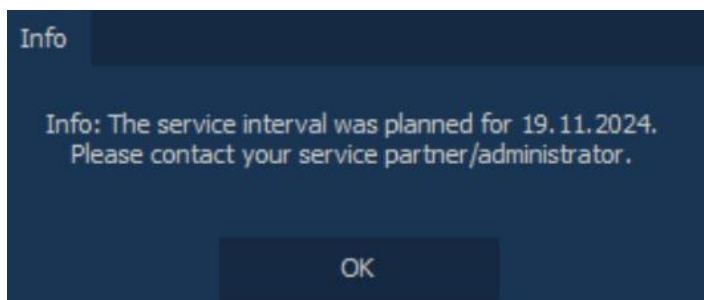 Info
Info: The service interval was planned for 19.11.2024.
Please contact your service partner/administrator.
OK